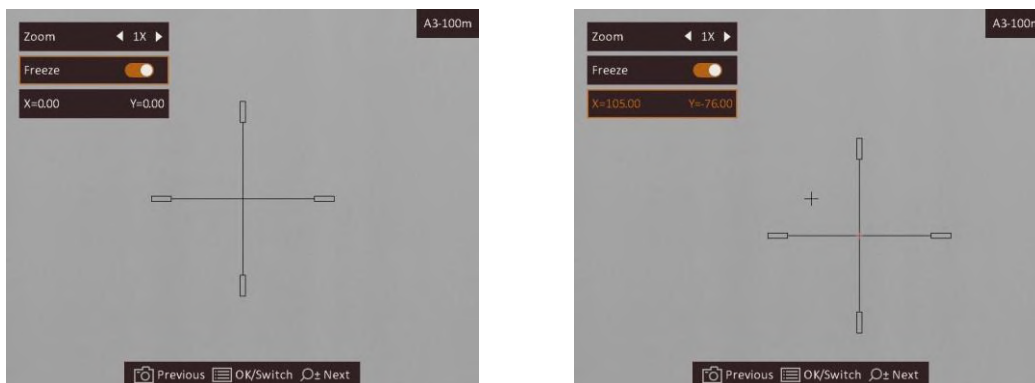 A3-100m
Zoom 1X
Freeze
X=0.00 Y=0.00
Previous OK/Switch ± Next
A3-100m
Zoom 1X
Freeze
X=105.00 Y=-76.00
Previous OK/Switch ± Next